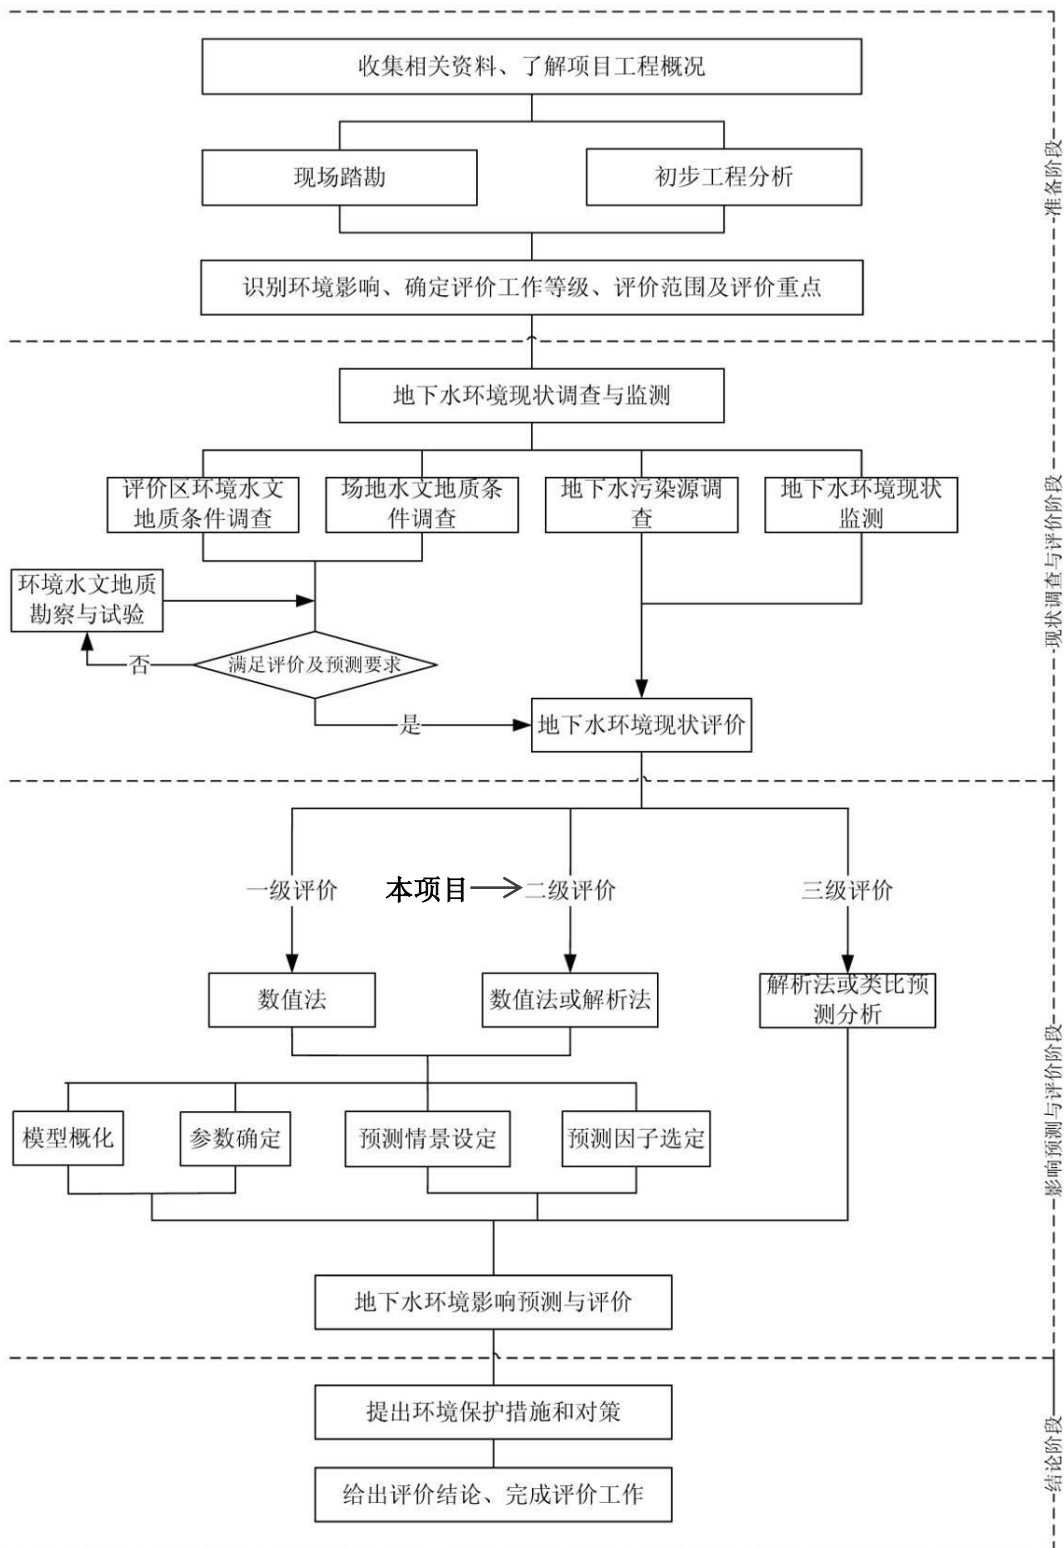 收集相关资料、了解项目工程概况
现场踏勘
初步工程分析
准备阶段
识别环境影响、确定评价工作等级、评价范围及评价重点
地下水环境现状调查与监测
评价区环境水文
地质条件调查
场地水文地质条
件调查
地下水污染源调
查
地下水环境现状
监测
现状调查与评价阶段
环境水文地质
勘察与试验
否
满足评价及预测要求
是
地下水环境现状评价
一级评价
本项目
二级评价
三级评价
数值法
数值法或解析法
解析法或类比预
测分析
影响预测与评价阶段
模型概化
参数确定
预测情景设定
预测因子选定
地下水环境影响预测与评价
提出环境保护措施和对策
给出评价结论、完成评价工作
结论阶段